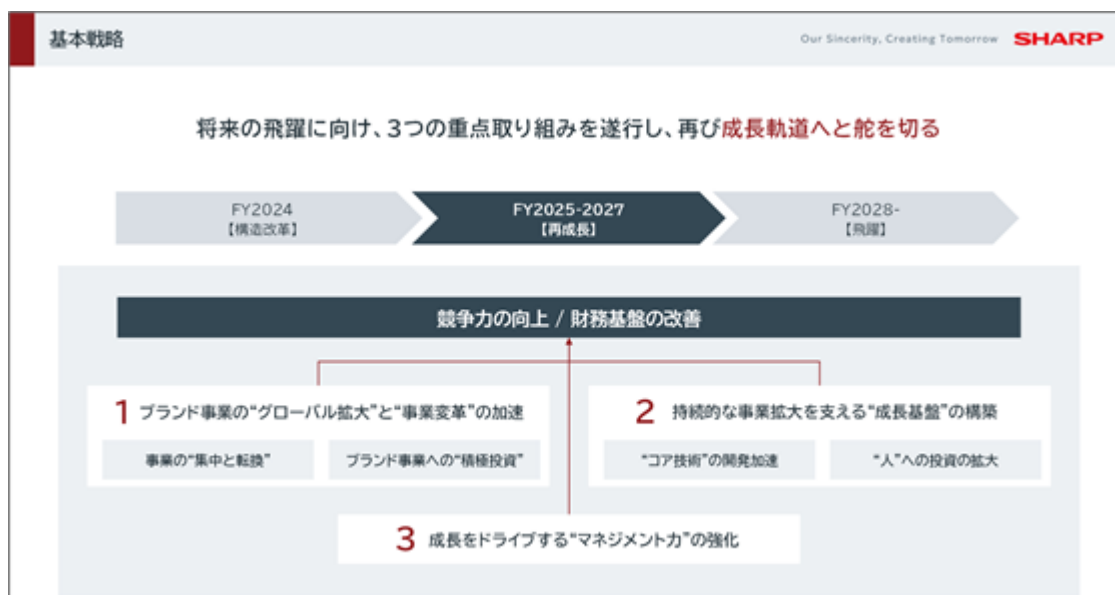 基本戦略
Our Sincerity, Creating Tomorrow SHARP
将来の飛躍に向け、3つの重点取り組みを遂行し、再び成長軌道へと舵を切る
FY2024
【構造改革】
FY2025-2027
【再成長】
FY2028-
【飛躍】
競争力の向上 / 財務基盤の改善
1 ブランド事業の“グローバル拡大”と“事業変革”の加速
事業の“集中と転換”
ブランド事業への“積極投資”
2 持続的な事業拡大を支える“成長基盤”の構築
“コア技術”の開発加速
“人”への投資の拡大
3 成長をドライブする“マネジメント力”の強化